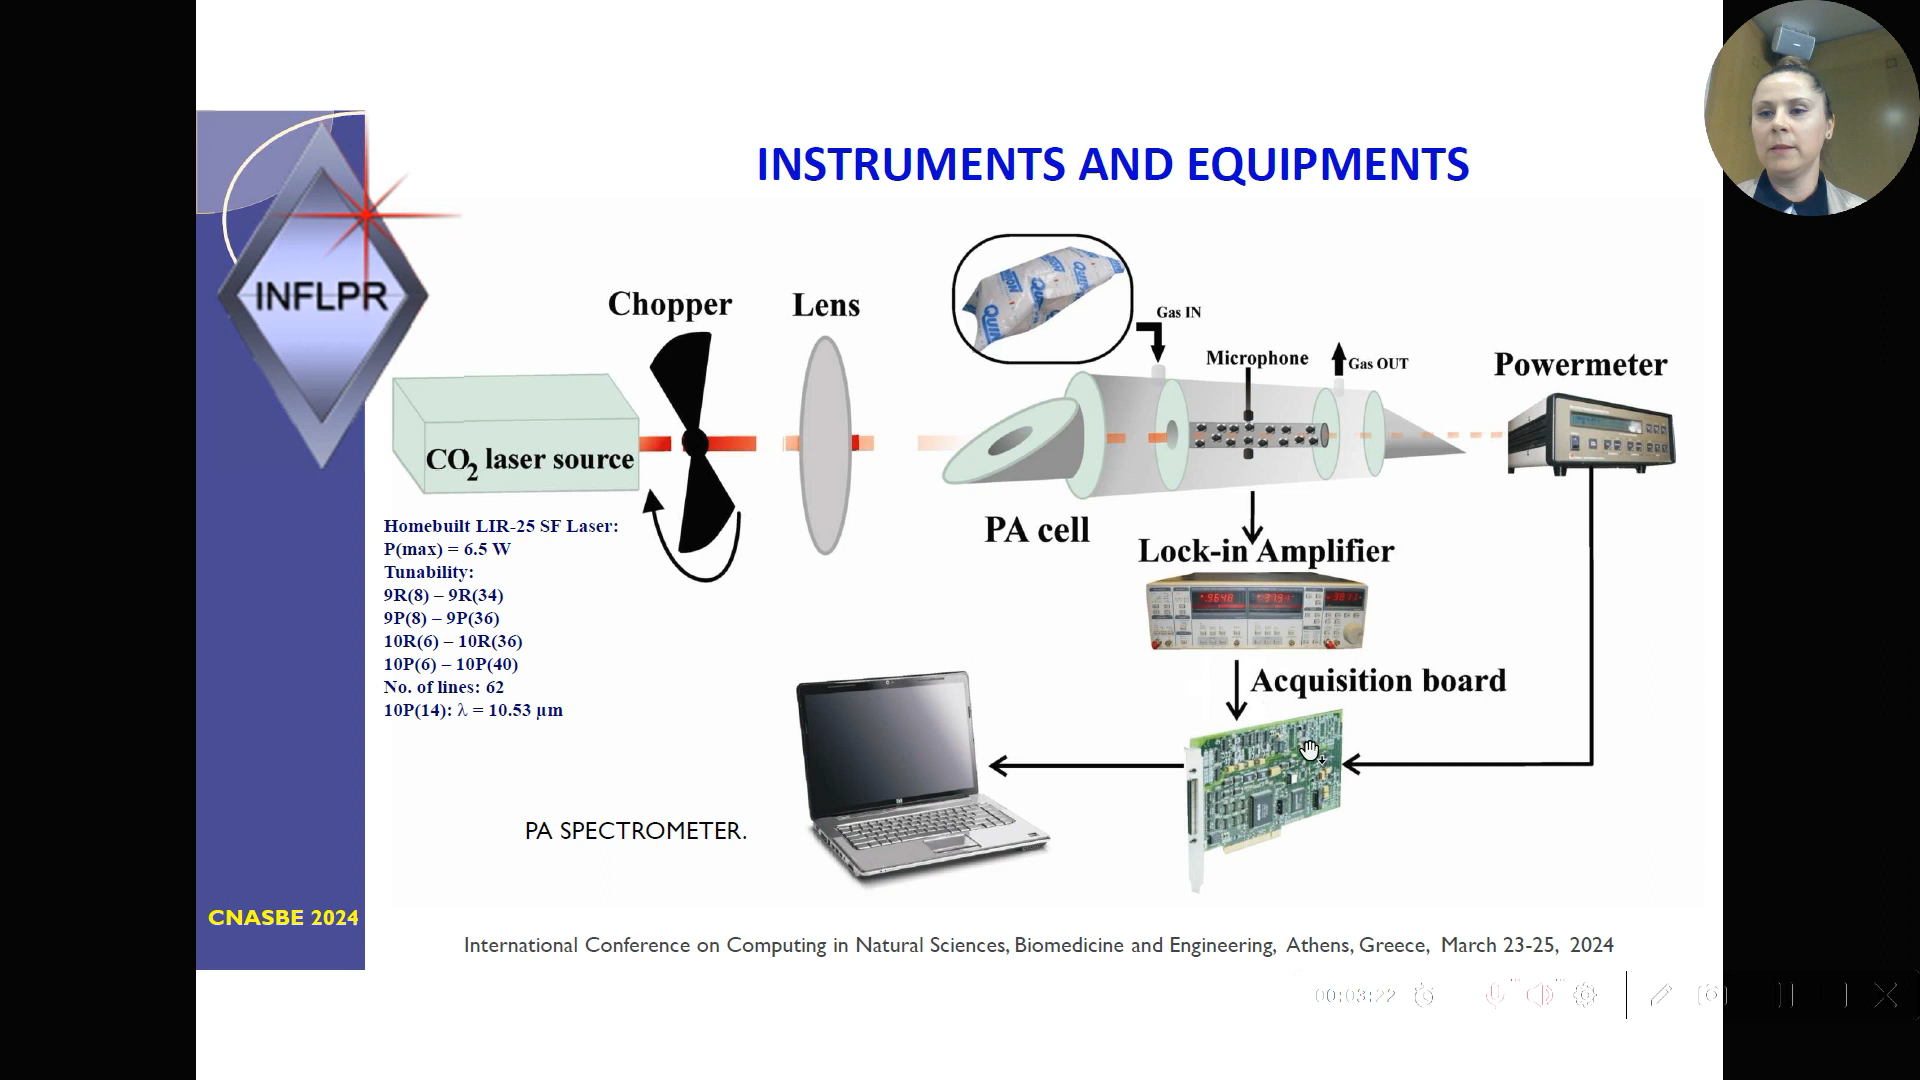 INSTRUMENTS AND EQUIPMENTS
INFLPR
Chopper
Lens
Gas IN
Microphone
Gas OUT
Powermeter
CO2 laser source
PA cell
Homebuilt LIR-25 SF Laser:
P(max) = 6.5 W
Tunability:
9R(8) – 9R(34)
9P(8) – 9P(36)
10R(6) – 10R(36)
10P(6) – 10P(40)
No. of lines: 62
10P(14): λ = 10.53 µm
Lock-in Amplifier
Acquisition board
PA SPECTROMETER.
CNASBE 2024
International Conference on Computing in Natural Sciences, Biomedicine and Engineering, Athens, Greece, March 23-25, 2024
00:03:22